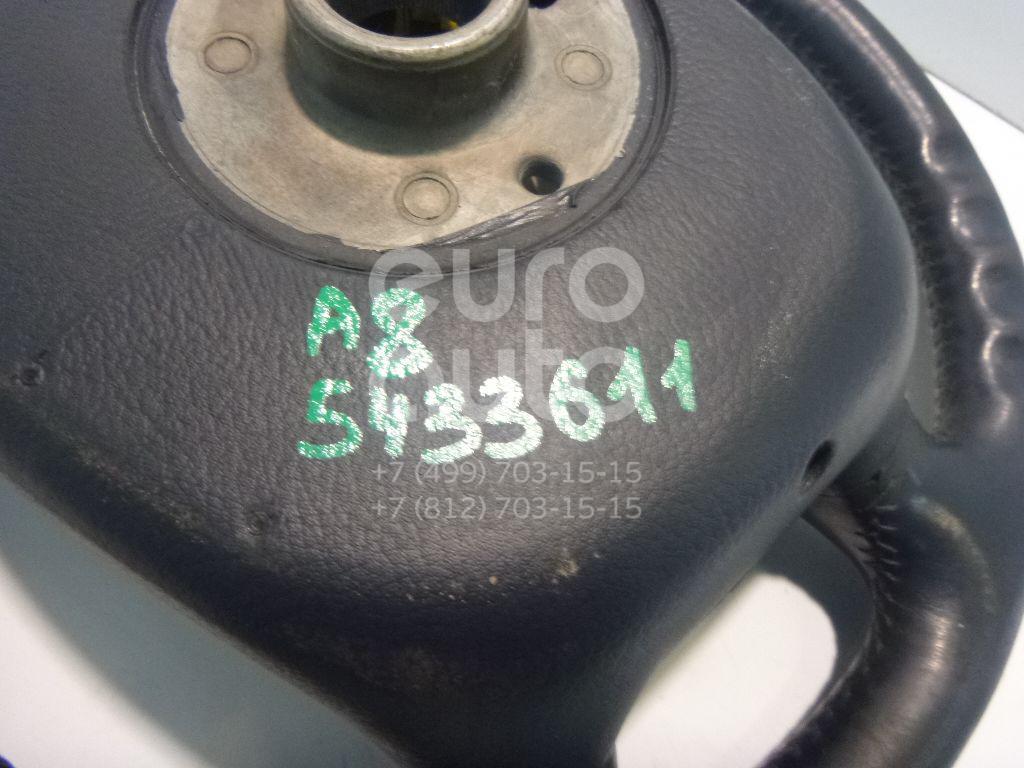 euro
auto
A8
5433611
+7 (499) 703-15-15
+7 (812) 703-15-15